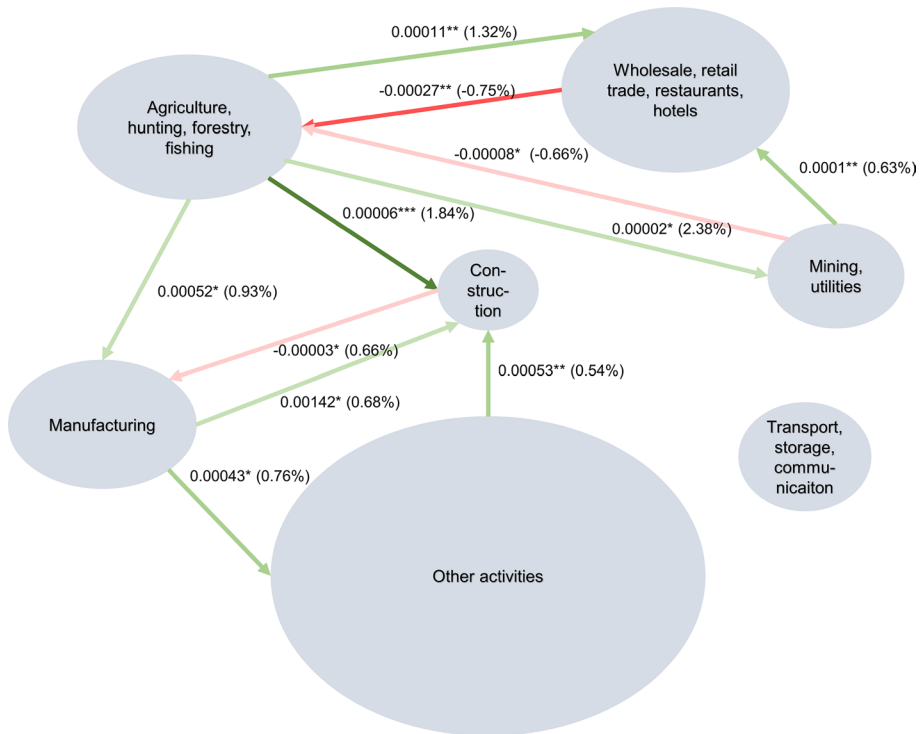 0.00011** (1.32%)
Wholesale, retail
trade, restaurants,
hotels
-0.00027** (-0.75%)
Agriculture,
hunting, forestry,
fishing
-0.00008* (-0.66%)
0.0001** (0.63%)
0.00006*** (1.84%)
0.00002* (2.38%)
Mining,
utilities
Con-
struc-
tion
0.00052* (0.93%)
-0.00003* (0.66%)
0.00053** (0.54%)
0.00142* (0.68%)
Manufacturing
Transport,
storage,
commu-
nicaiton
0.00043* (0.76%)
Other activities